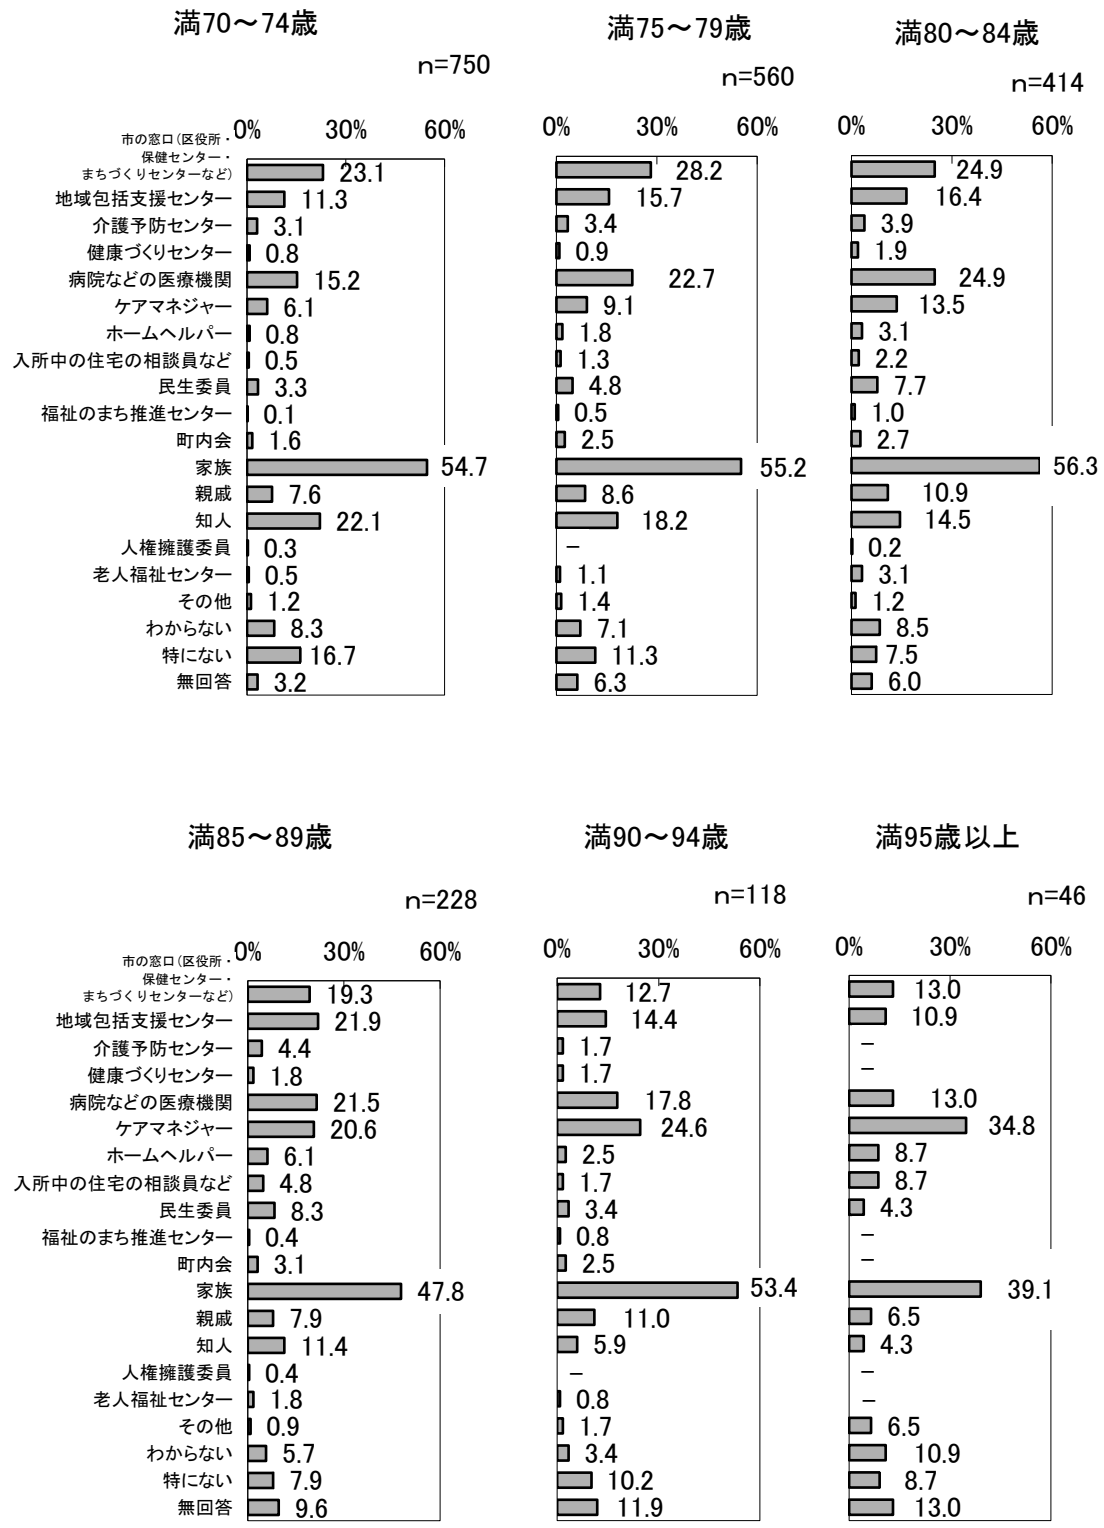 満70～74歳
満75～79歳
満80～84歳
n=750
n=560
n=414
0% 30% 60%
0% 30% 60%
0% 30% 60%
市の窓口（区役所・
保健センター・
まちづくりセンターなど） 23.1 28.2 24.9
地域包括支援センター 11.3 15.7 16.4
介護予防センター 3.1 3.4 3.9
健康づくりセンター 0.8 0.9 1.9
病院などの医療機関 15.2 22.7 24.9
ケアマネジャー 6.1 9.1 13.5
ホームヘルパー 0.8 1.8 3.1
入所中の住宅の相談員など 0.5 1.3 2.2
民生委員 3.3 4.8 7.7
福祉のまち推進センター 0.1 0.5 1.0
町内会 1.6 2.5 2.7
家族 54.7 55.2 56.3
親戚 7.6 8.6 10.9
知人 22.1 18.2 14.5
人権擁護委員 0.3 － 0.2
老人福祉センター 0.5 1.1 3.1
その他 1.2 1.4 1.2
わからない 8.3 7.1 8.5
特にない 16.7 11.3 7.5
無回答 3.2 6.3 6.0
満85～89歳
満90～94歳
満95歳以上
n=228
n=118
n=46
0% 30% 60%
0% 30% 60%
0% 30% 60%
市の窓口（区役所・
保健センター・
まちづくりセンターなど） 19.3 12.7 13.0
地域包括支援センター 21.9 14.4 10.9
介護予防センター 4.4 1.7 －
健康づくりセンター 1.8 1.7 －
病院などの医療機関 21.5 17.8 13.0
ケアマネジャー 20.6 24.6 34.8
ホームヘルパー 6.1 2.5 8.7
入所中の住宅の相談員など 4.8 1.7 8.7
民生委員 8.3 3.4 4.3
福祉のまち推進センター 0.4 0.8 －
町内会 3.1 2.5 －
家族 47.8 53.4 39.1
親戚 7.9 11.0 6.5
知人 11.4 5.9 4.3
人権擁護委員 0.4 － －
老人福祉センター 1.8 0.8 －
その他 0.9 1.7 6.5
わからない 5.7 3.4 10.9
特にない 7.9 10.2 8.7
無回答 9.6 11.9 13.0